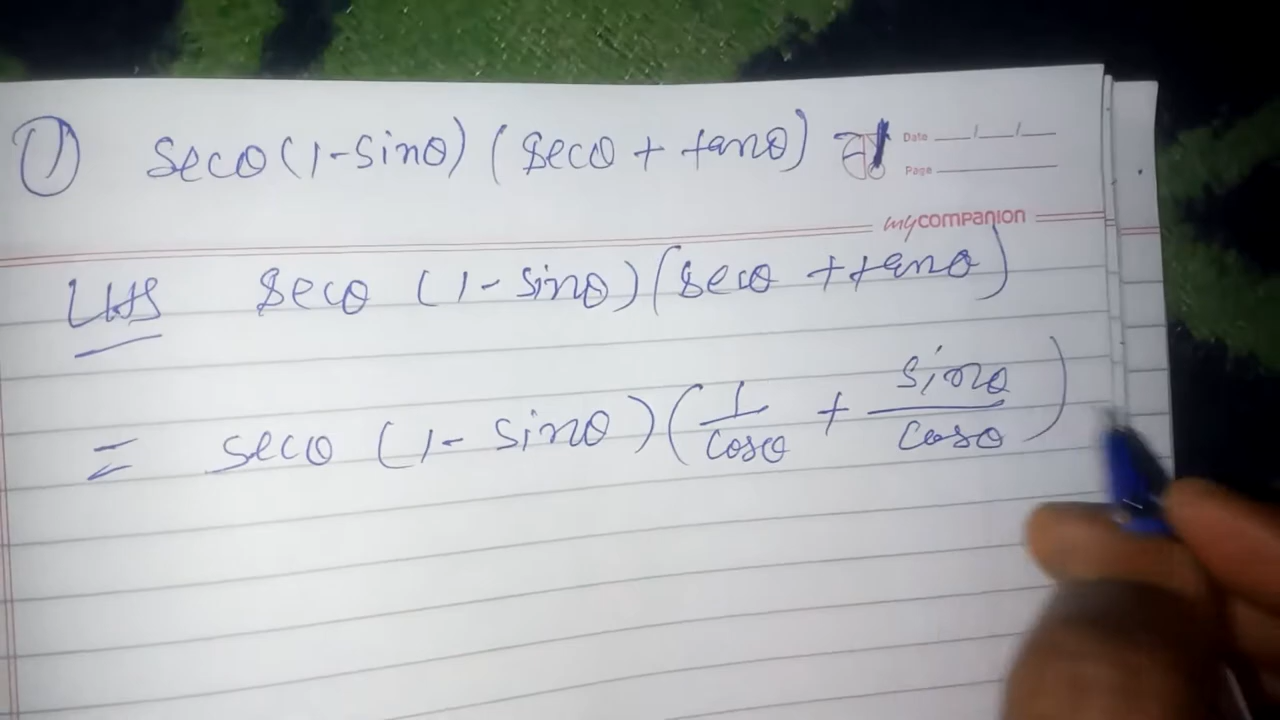 ① secθ(1-sinθ)(secθ + tanθ)
Date
Page
mycompanion
LHS secθ (1-sinθ)(secθ + tanθ)
= secθ (1- sinθ)(1/cosθ + sinθ/cosθ)